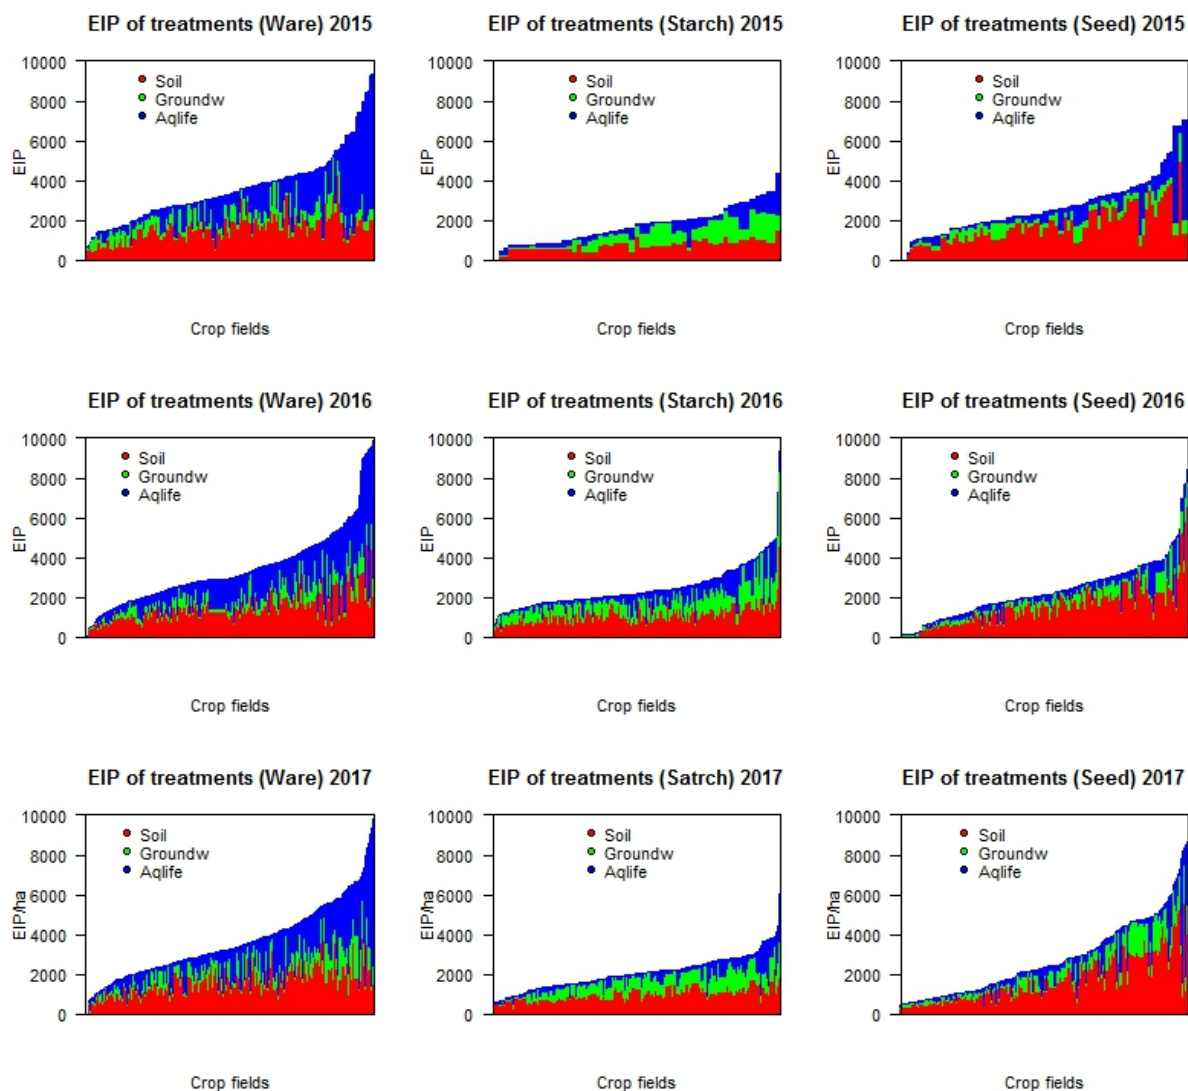 EIP of treatments (Ware) 2015
EIP of treatments (Starch) 2015
EIP of treatments (Seed) 2015
10000
8000
6000
4000
2000
0
EIP
Soil
Groundw
Aqlife
Crop fields
10000
8000
6000
4000
2000
0
EIP
Soil
Groundw
Aqlife
Crop fields
10000
8000
6000
4000
2000
0
EIP
Soil
Groundw
Aqlife
Crop fields
EIP of treatments (Ware) 2016
EIP of treatments (Starch) 2016
EIP of treatments (Seed) 2016
10000
8000
6000
4000
2000
0
EIP
Soil
Groundw
Aqlife
Crop fields
10000
8000
6000
4000
2000
0
EIP
Soil
Groundw
Aqlife
Crop fields
10000
8000
6000
4000
2000
0
EIP
Soil
Groundw
Aqlife
Crop fields
EIP of treatments (Ware) 2017
EIP of treatments (Satrch) 2017
EIP of treatments (Seed) 2017
10000
8000
6000
4000
2000
0
EIP/ha
Soil
Groundw
Aqlife
Crop fields
10000
8000
6000
4000
2000
0
EIP/ha
Soil
Groundw
Aqlife
Crop fields
10000
8000
6000
4000
2000
0
EIP/ha
Soil
Groundw
Aqlife
Crop fields